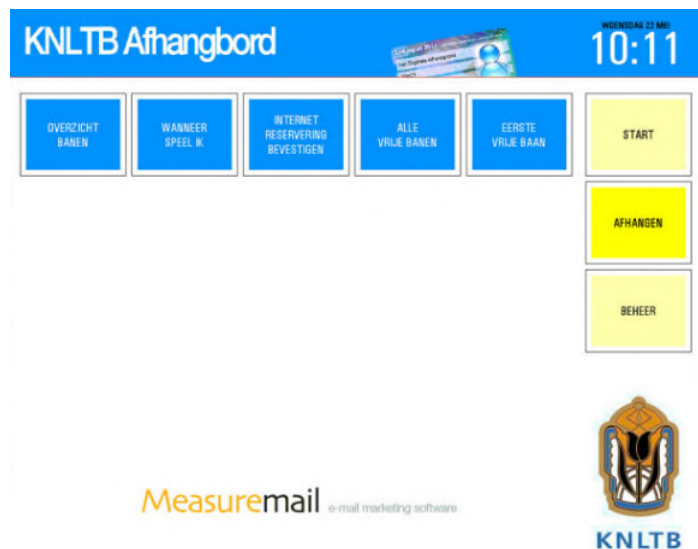 KNLTB Afhangbord
WOENSDAG 22 MEI
10:11
OVERZICHT
BANEN
WANNEER
SPEEL IK
INTERNET
RESERVERING
BEVESTIGEN
ALLE
VRIJE BANEN
EERSTE
VRIJE BAAN
START
AFHANGEN
BEHEER
Measuremail e-mail marketing software
KNLTB